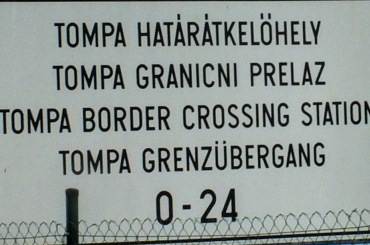 TOMPA HATÁRÁTKELÖHELY
TOMPA GRANICNI PRELAZ
TOMPA BORDER CROSSING STATION
TOMPA GRENZÜBERGANG
0-24